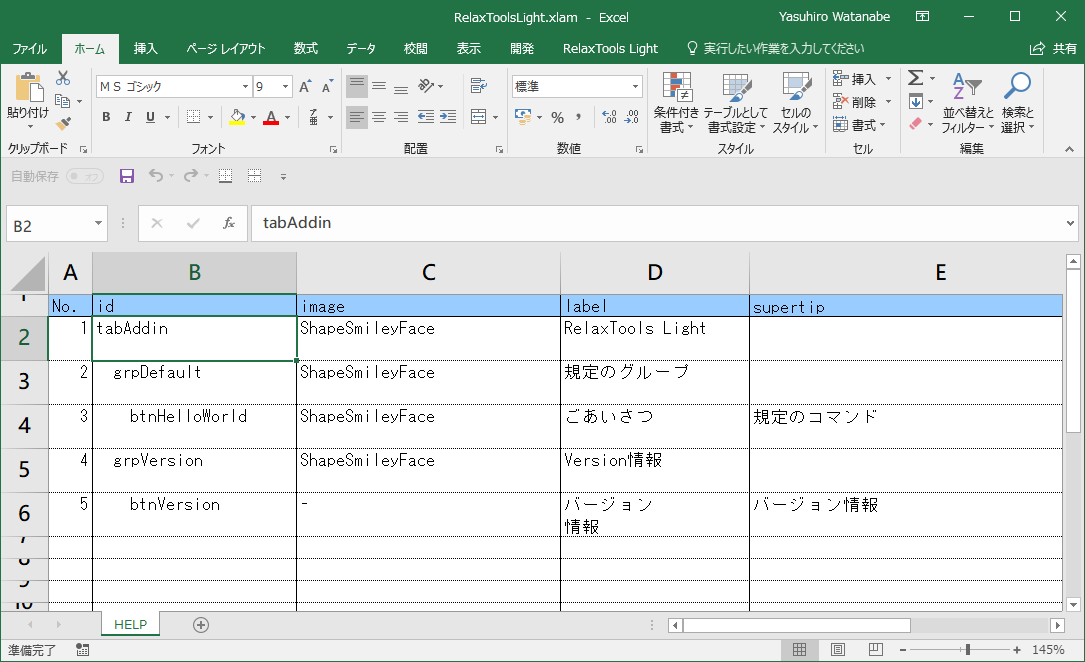 RelaxToolsLight.xlam - Excel
Yasuhiro Watanabe
ファイル ホーム 挿入 ページ レイアウト 数式 データ 校閲 表示 開発 RelaxTools Light 実行したい作業を入力してください 共有
貼り付け
クリップボード
ＭＳ ゴシック 9
B I U
フォント
配置
標準
数値
条件付き
書式
テーブルとして
書式設定
セルの
スタイル
スタイル
挿入
削除
書式
セル
並べ替えと
フィルター
検索と
選択
編集
自動保存 オフ
B2 fx tabAddin
A B C D E
1 No. id image label supertip
2 1 tabAddin ShapeSmileyFace RelaxTools Light
3 2 grpDefault ShapeSmileyFace 規定のグループ
4 3 btnHelloWorld ShapeSmileyFace ごあいさつ 規定のコマンド
5 4 grpVersion ShapeSmileyFace Version情報
6 5 btnVersion - バージョン
情報 バージョン情報
7
8
9
10
HELP
準備完了 145%